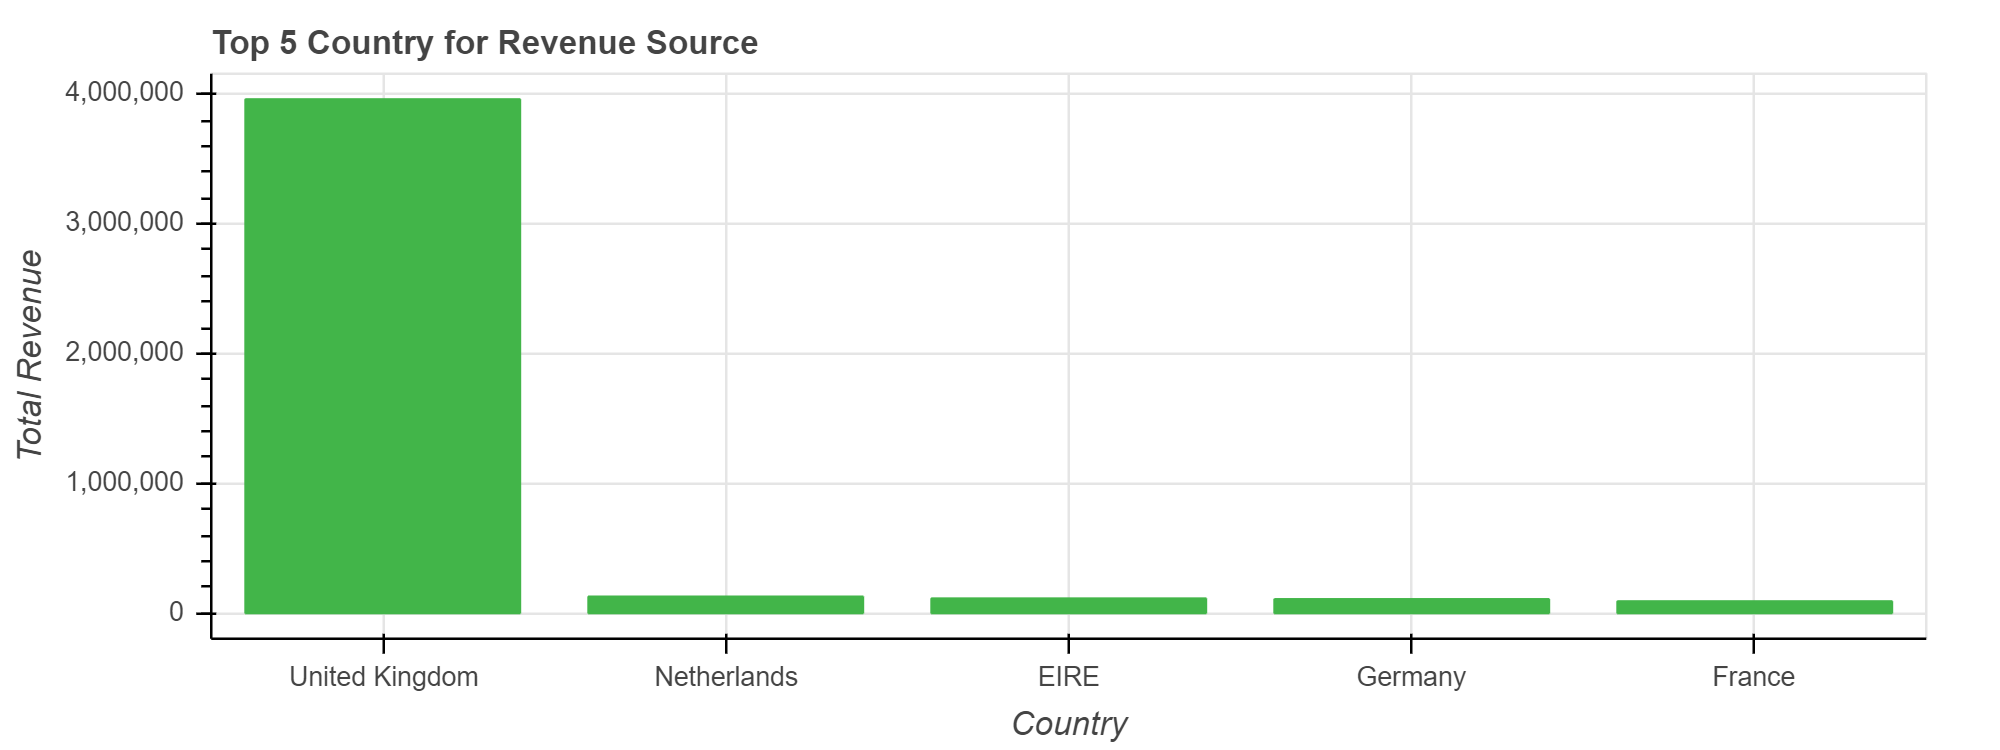 Top 5 Country for Revenue Source
4,000,000
3,000,000
2,000,000
1,000,000
0
Total Revenue
United Kingdom
Netherlands
EIRE
Germany
France
Country